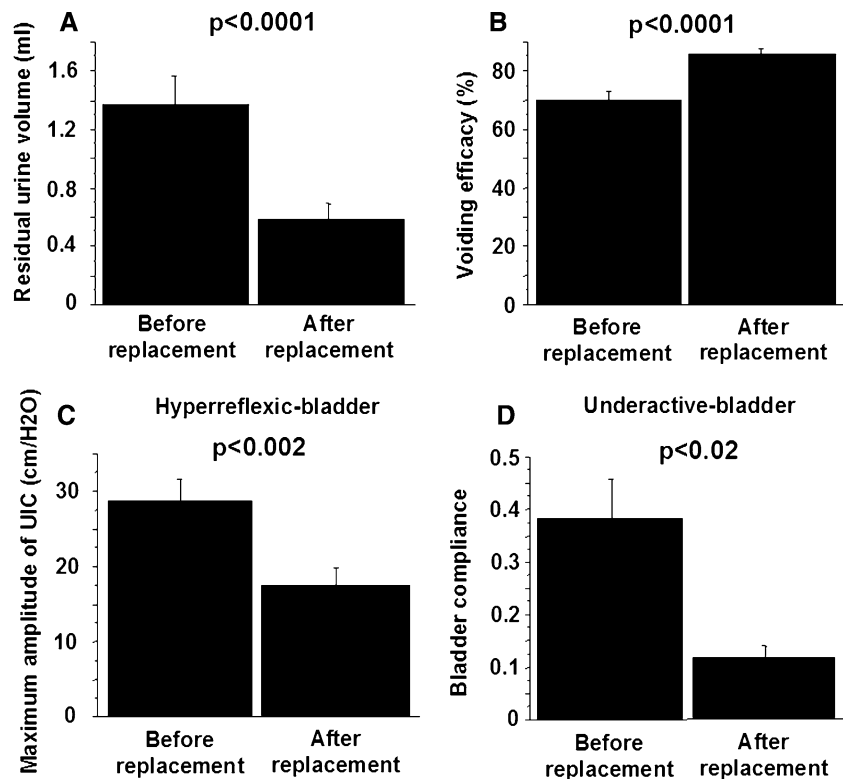 A
p<0.0001
Residual urine volume (ml)
1.6
1.2
0.8
0.4
0
Before
replacement
After
replacement
B
p<0.0001
Voiding efficacy (%)
80
60
40
20
0
Before
replacement
After
replacement
C
Hyperreflexic-bladder
p<0.002
Maximum amplitude of UIC (cm/H2O)
30
20
10
0
Before
replacement
After
replacement
D
Underactive-bladder
p<0.02
Bladder compliance
0.5
0.4
0.3
0.2
0.1
0
Before
replacement
After
replacement